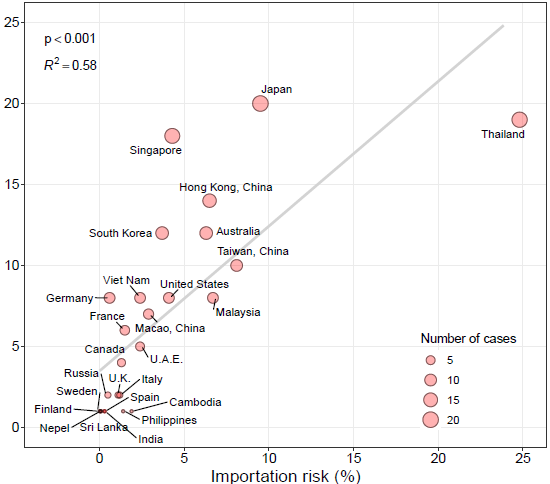 25
20
15
10
5
0
p < 0.001
R² = 0.58
Japan
Thailand
Singapore
Hong Kong, China
South Korea
Australia
Taiwan, China
Viet Nam
United States
Germany
Malaysia
France
Macao, China
Canada
U.A.E.
Russia
U.K.
Italy
Sweden
Spain
Cambodia
Finland
Philippines
Nepel
Sri Lanka
India
Number of cases
5
10
15
20
0
5
10
15
20
25
Importation risk (%)